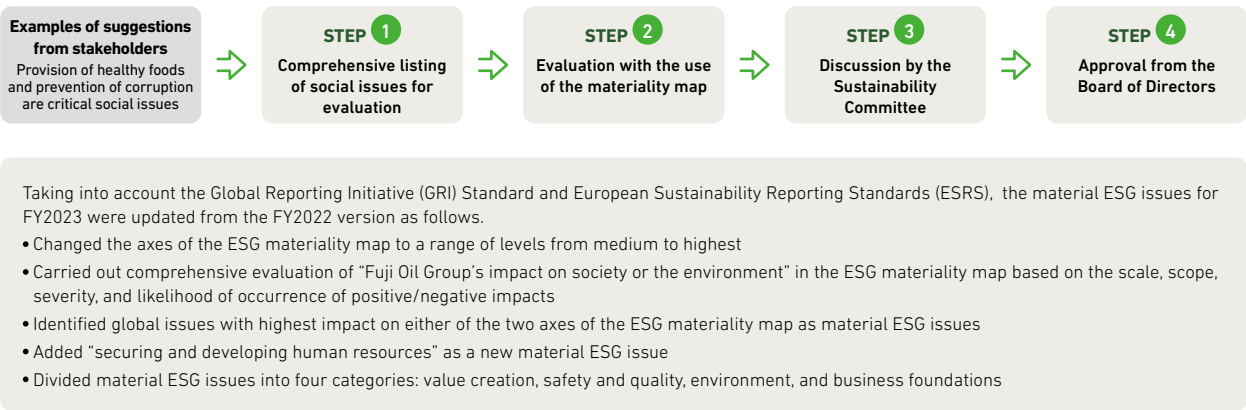 Examples of suggestions
from stakeholders
Provision of healthy foods
and prevention of corruption
are critical social issues
STEP 1
Comprehensive listing
of social issues for
evaluation
STEP 2
Evaluation with the use
of the materiality map
STEP 3
Discussion by the
Sustainability
Committee
STEP 4
Approval from the
Board of Directors
Taking into account the Global Reporting Initiative (GRI) Standard and European Sustainability Reporting Standards (ESRS), the material ESG issues for
FY2023 were updated from the FY2022 version as follows.
• Changed the axes of the ESG materiality map to a range of levels from medium to highest
• Carried out comprehensive evaluation of “Fuji Oil Group’s impact on society or the environment” in the ESG materiality map based on the scale, scope,
severity, and likelihood of occurrence of positive/negative impacts
• Identified global issues with highest impact on either of the two axes of the ESG materiality map as material ESG issues
• Added “securing and developing human resources” as a new material ESG issue
• Divided material ESG issues into four categories: value creation, safety and quality, environment, and business foundations